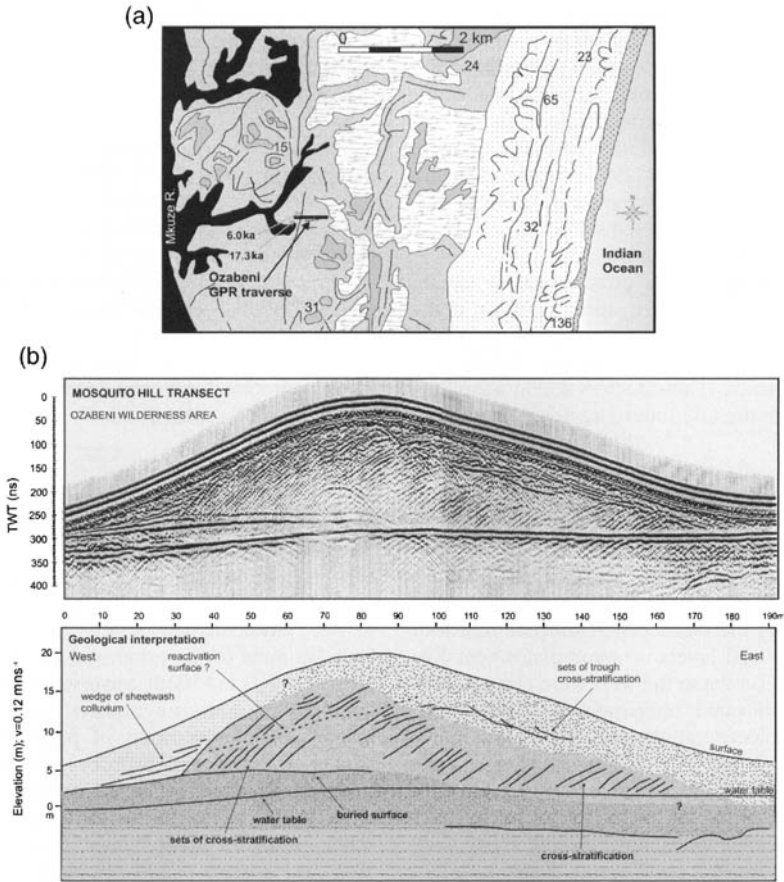 (a)
0 2 km
24
23
65
15
Mkuze R.
6.0 ka
17.3 ka
Ozabeni
GPR traverse
32
Indian
Ocean
31
136
(b)
MOSQUITO HILL TRANSECT
OZABENI WILDERNESS AREA
TWT (ns)
0
50
100
150
200
250
300
350
400
0 10 20 30 40 50 60 70 80 90 100 110 120 130 140 150 160 170 180 190m
Elevation (m); v=0.12 mns⁻¹
20
15
10
5
0
m
Geological interpretation
West
East
reactivation
surface ?
?
sets of trough
cross-stratification
wedge of sheetwash
colluvium
surface
water table
buried surface
water table
?
sets of cross-stratification
cross-stratification